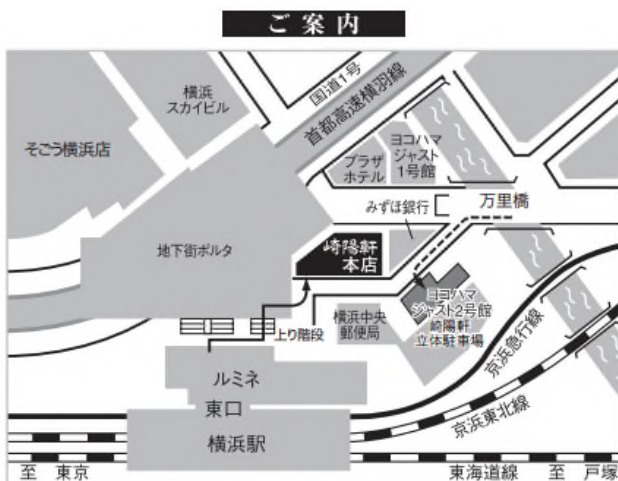 ご案内
国道1号
首都高速横羽線
横浜
スカイビル
そごう横浜店
ヨコハマ
ジャスト
1号館
プラザ
ホテル
みずほ銀行
万里橋
地下街ポルタ
崎陽軒
本店
上り階段
横浜中央
郵便局
ヨコハマ
ジャスト2号館
崎陽軒
立体駐車場
京浜急行線
京浜東北線
ルミネ
東口
横浜駅
至 東京
東海道線 至 戸塚